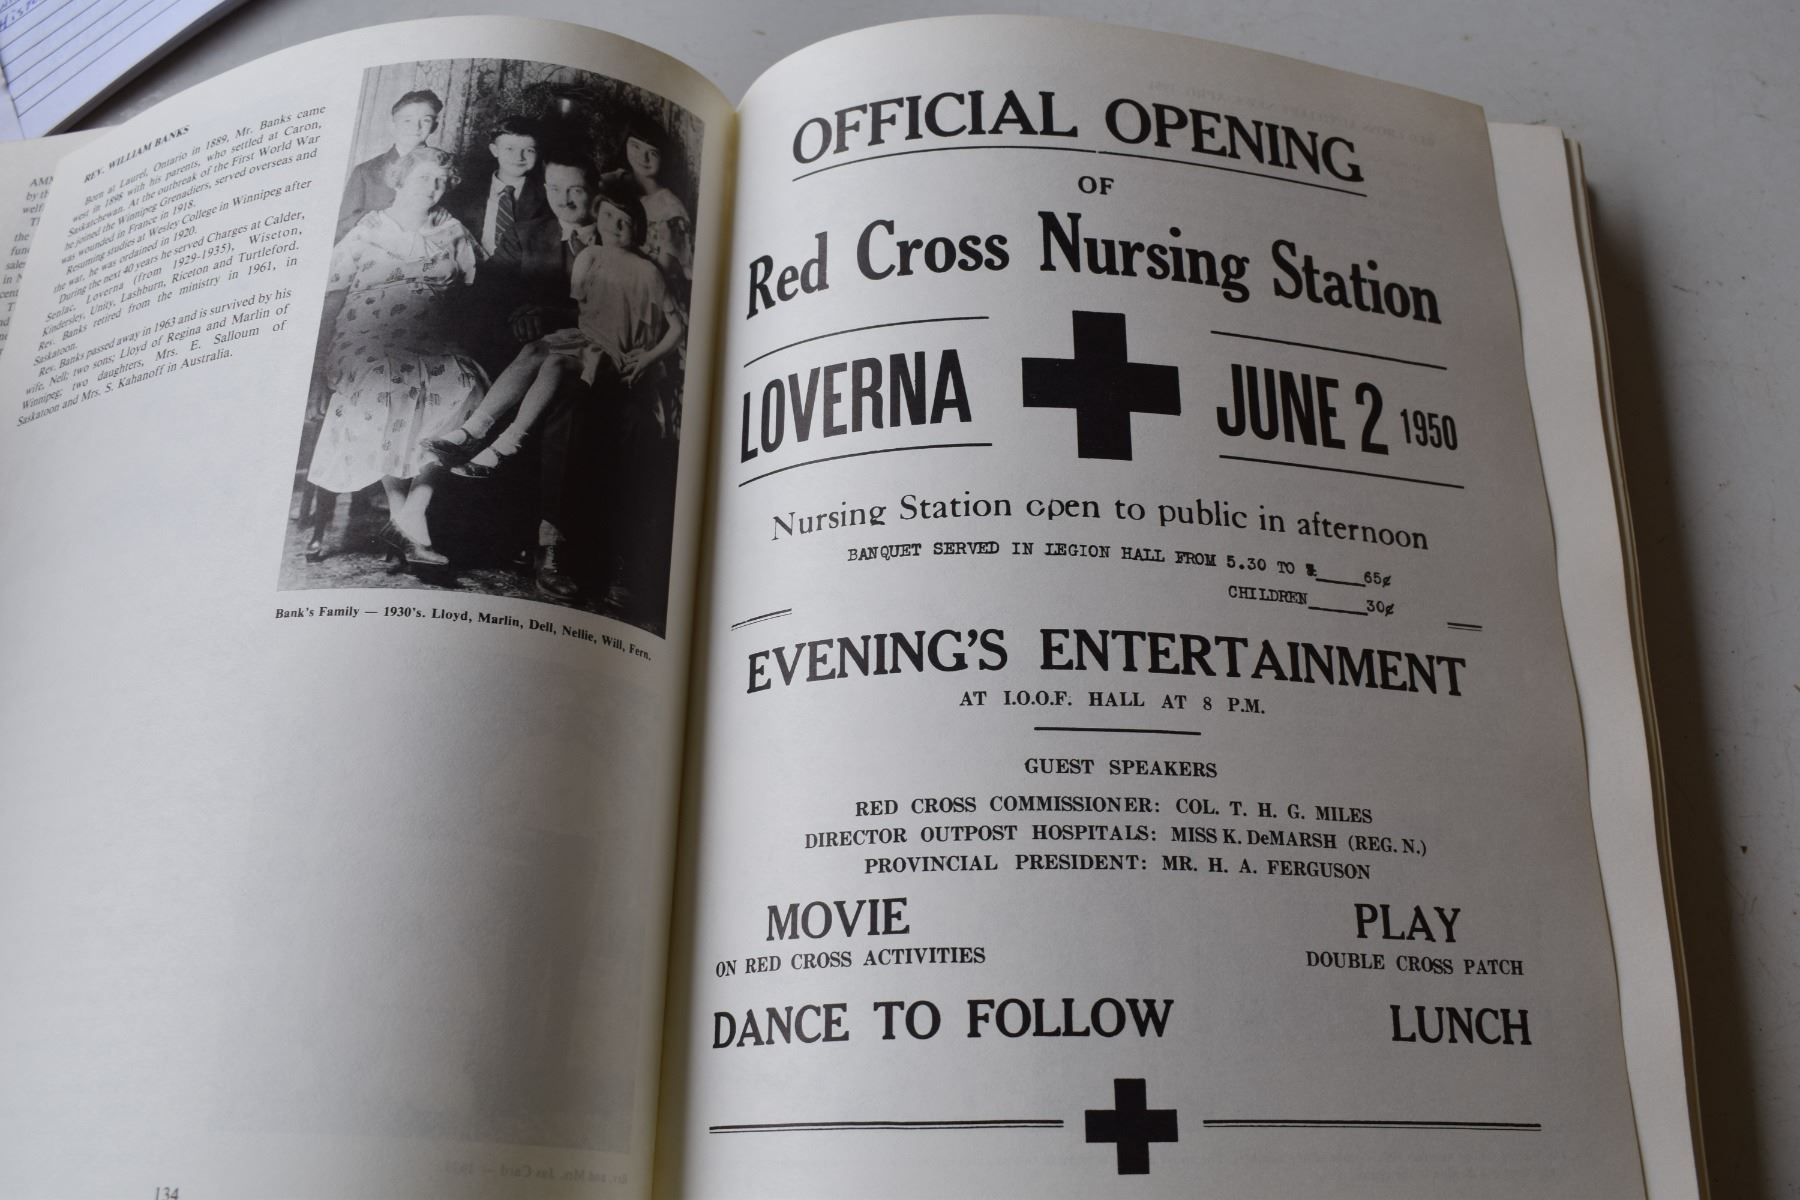 REV. WILLIAM BANKS
Born at Laurel, Ontario in 1889, Mr. Banks came
west in 1898 with his parents, who settled at Caron,
Saskatchewan. At the outbreak of the First World War
he joined the Winnipeg Grenadiers, served overseas and
was wounded in France in 1918.
Resuming studies at Wesley College in Winnipeg after
the war, he was ordained in 1920.
During the next 40 years he served Charges at Calder,
Senlac, Loverna (from 1929-1935), Wiseton,
Kindersley, Unity, Lashburn, Riceton and Turtleford.
Rev. Banks retired from the ministry in 1961, in
Saskatoon.
Rev. Banks passed away in 1963 and is survived by his
wife, Nell; two sons; Lloyd of Regina and Marlin of
Winnipeg; two daughters, Mrs. E. Salloum of
Saskatoon and Mrs. S. Kahanoff in Australia.
Bank's Family — 1930's. Lloyd, Marlin, Dell, Nellie, Will, Fern.
134
OFFICIAL OPENING
OF
Red Cross Nursing Station
LOVERNA JUNE 2 1950
Nursing Station open to public in afternoon
BANQUET SERVED IN LEGION HALL FROM 5.30 TO _____65¢
CHILDREN______30¢
EVENING'S ENTERTAINMENT
AT I.O.O.F. HALL AT 8 P.M.
GUEST SPEAKERS
RED CROSS COMMISSIONER: COL. T. H. G. MILES
DIRECTOR OUTPOST HOSPITALS: MISS K. DeMARSH (REG. N.)
PROVINCIAL PRESIDENT: MR. H. A. FERGUSON
MOVIE PLAY
ON RED CROSS ACTIVITIES DOUBLE CROSS PATCH
DANCE TO FOLLOW LUNCH